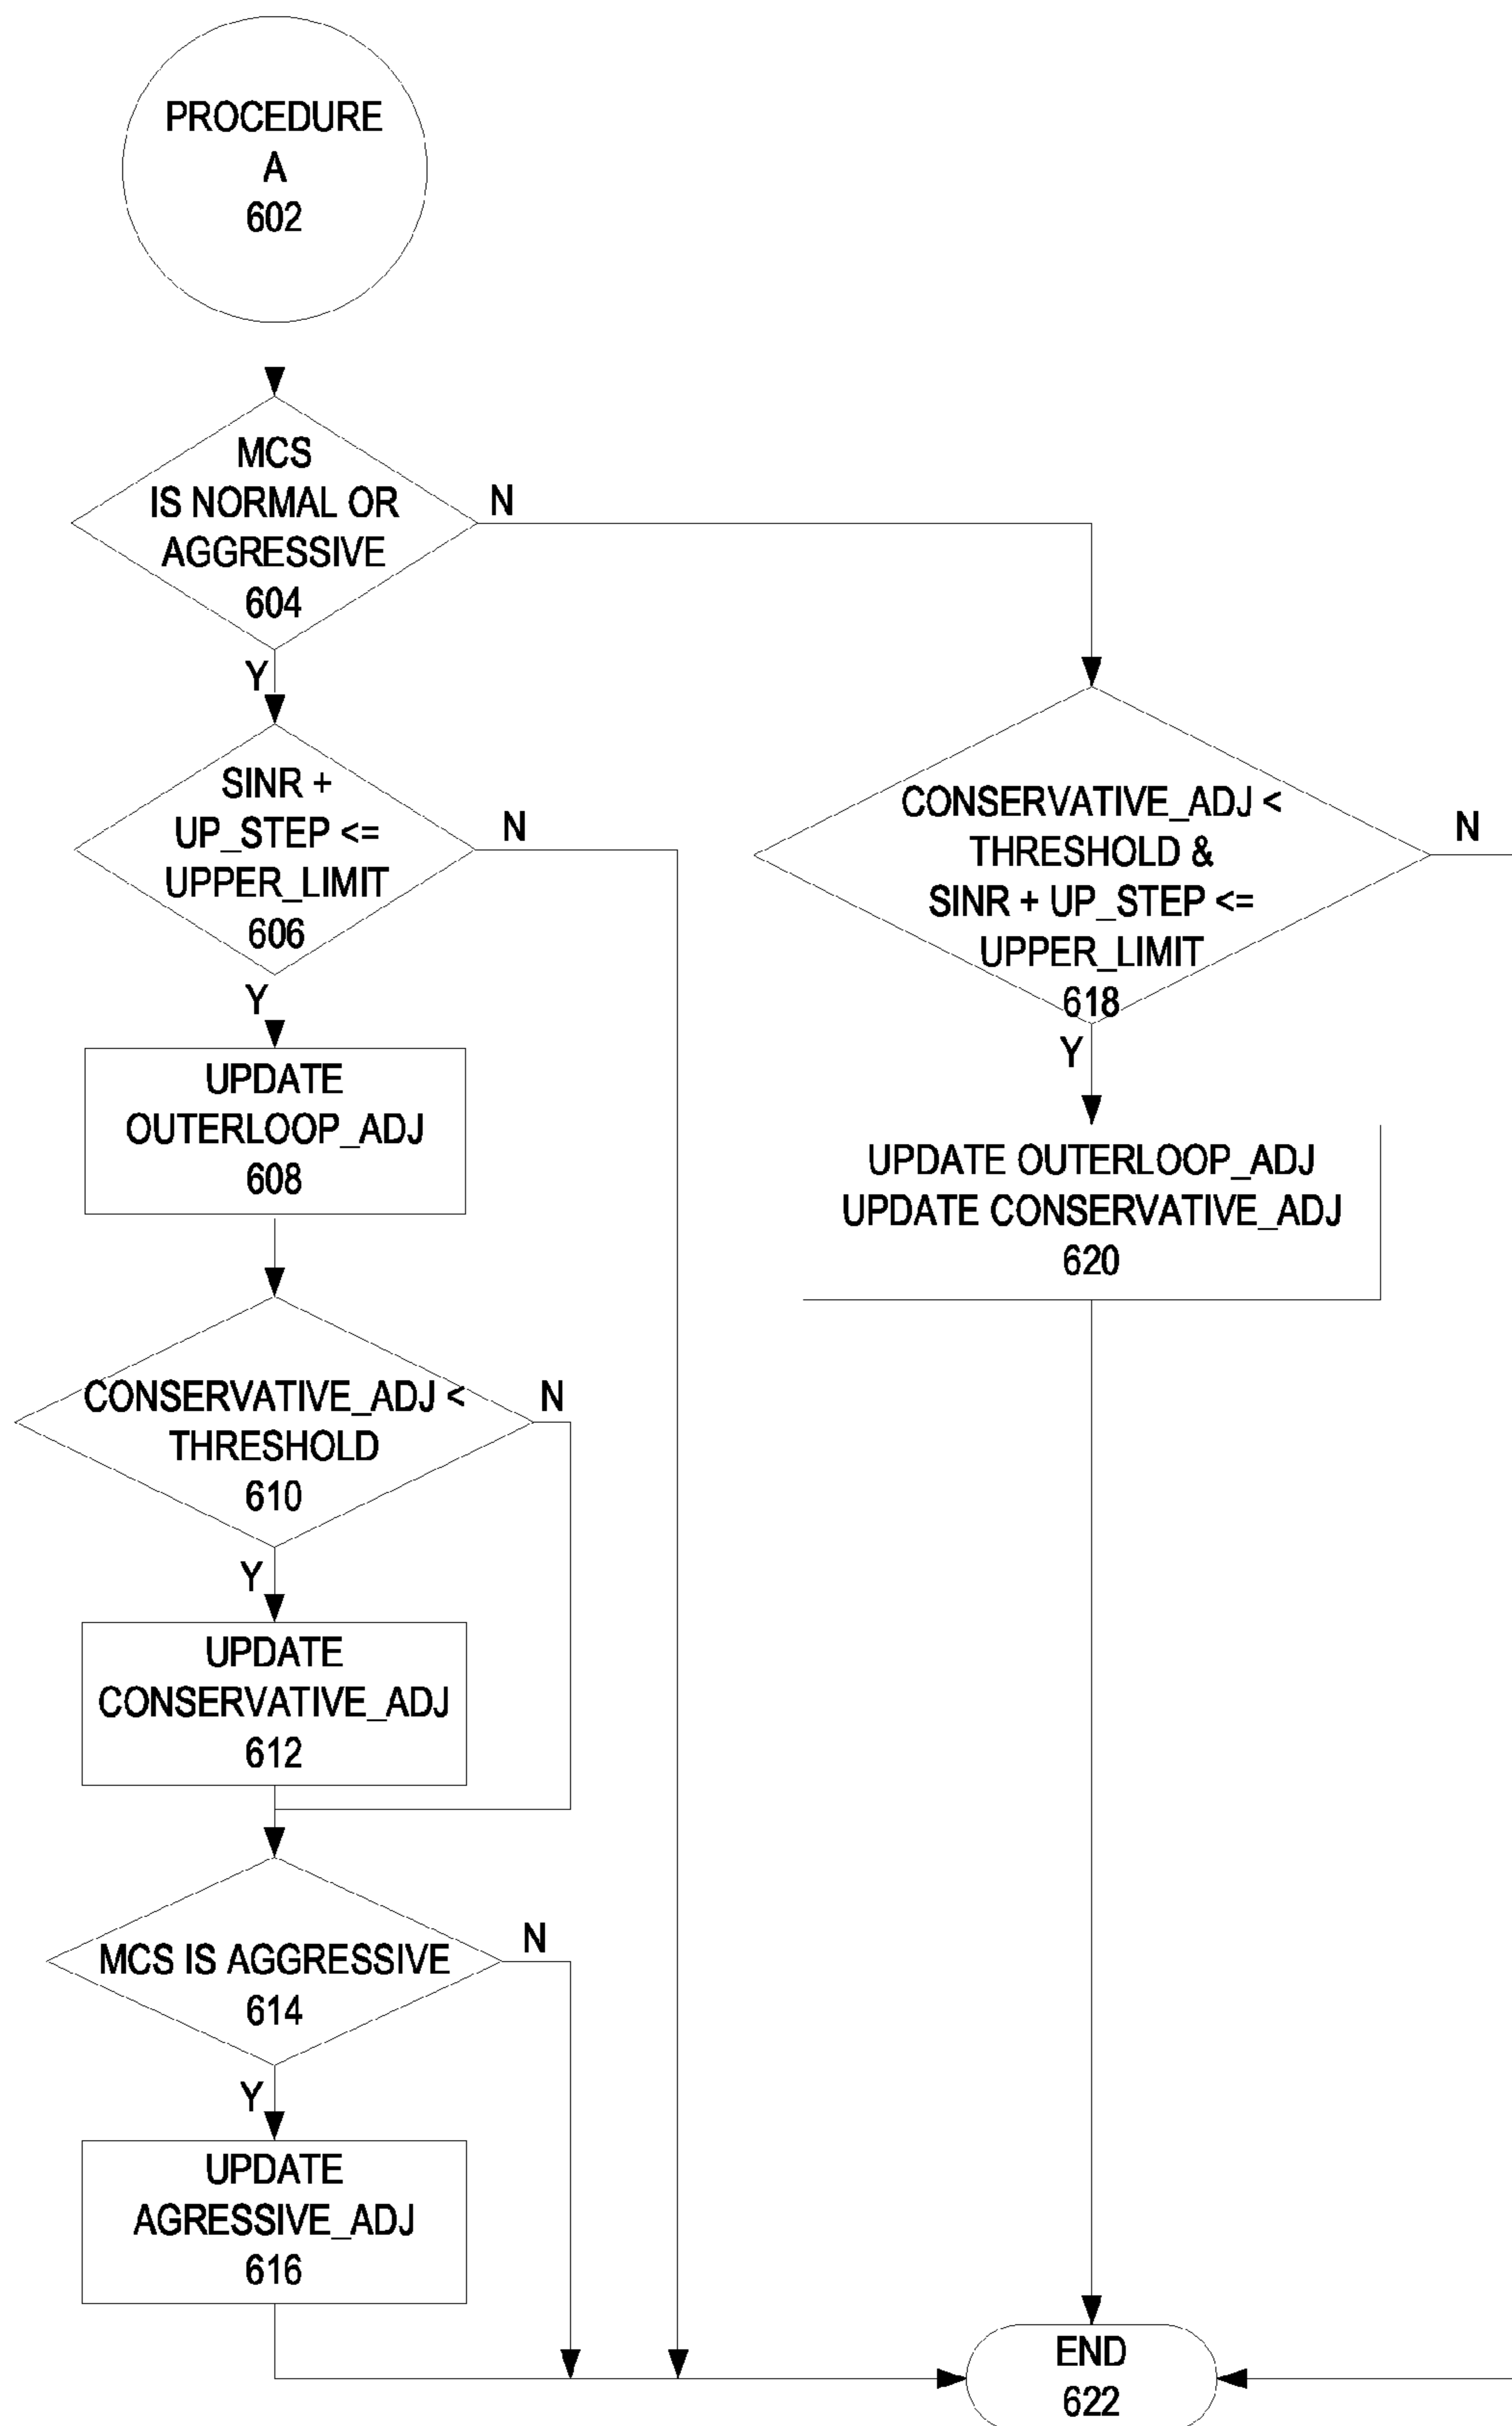 PROCEDURE
A
602
MCS
IS NORMAL OR
AGGRESSIVE
604
N
Y
SINR +
UP_STEP <=
UPPER_LIMIT
606
N
Y
UPDATE
OUTERLOOP_ADJ
608
CONSERVATIVE_ADJ <
THRESHOLD
610
N
Y
UPDATE
CONSERVATIVE_ADJ
612
MCS IS AGGRESSIVE
614
N
Y
UPDATE
AGRESSIVE_ADJ
616
CONSERVATIVE_ADJ <
THRESHOLD &
SINR + UP_STEP <=
UPPER_LIMIT
618
N
Y
UPDATE OUTERLOOP_ADJ
UPDATE CONSERVATIVE_ADJ
620
END
622